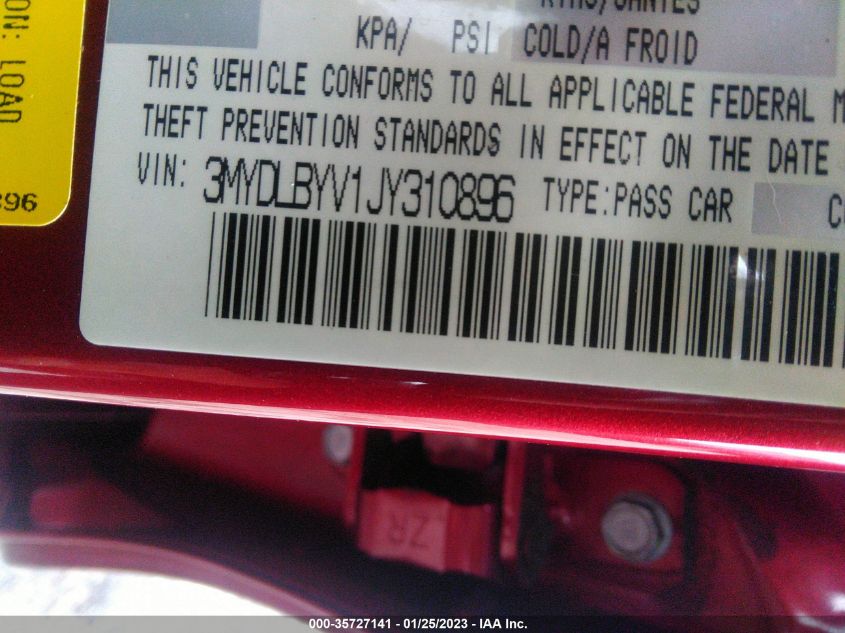 ON: LOAD
896
KPA/ PSI COLD/A FROID
THIS VEHICLE CONFORMS TO ALL APPLICABLE FEDERAL M
THEFT PREVENTION STANDARDS IN EFFECT ON THE DATE
VIN: 3MYDLBYV1JY310896 TYPE:PASS CAR CO
ZR
000-35727141 - 01/25/2023 - IAA Inc.